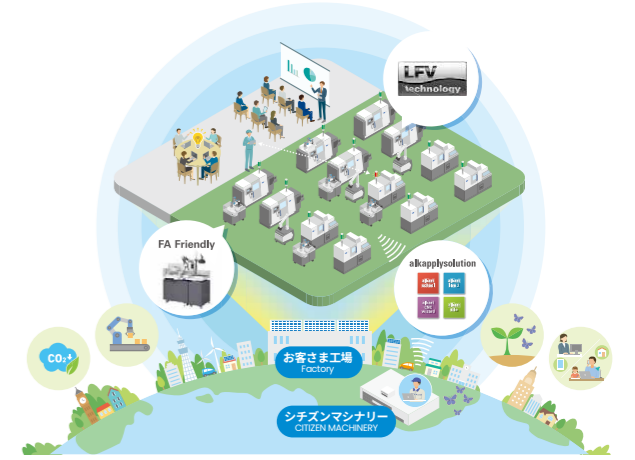 LFV
technology
FA Friendly
alkapplysolution
CO₂
お客さま工場
Factory
シチズンマシナリー
CITIZEN MACHINERY